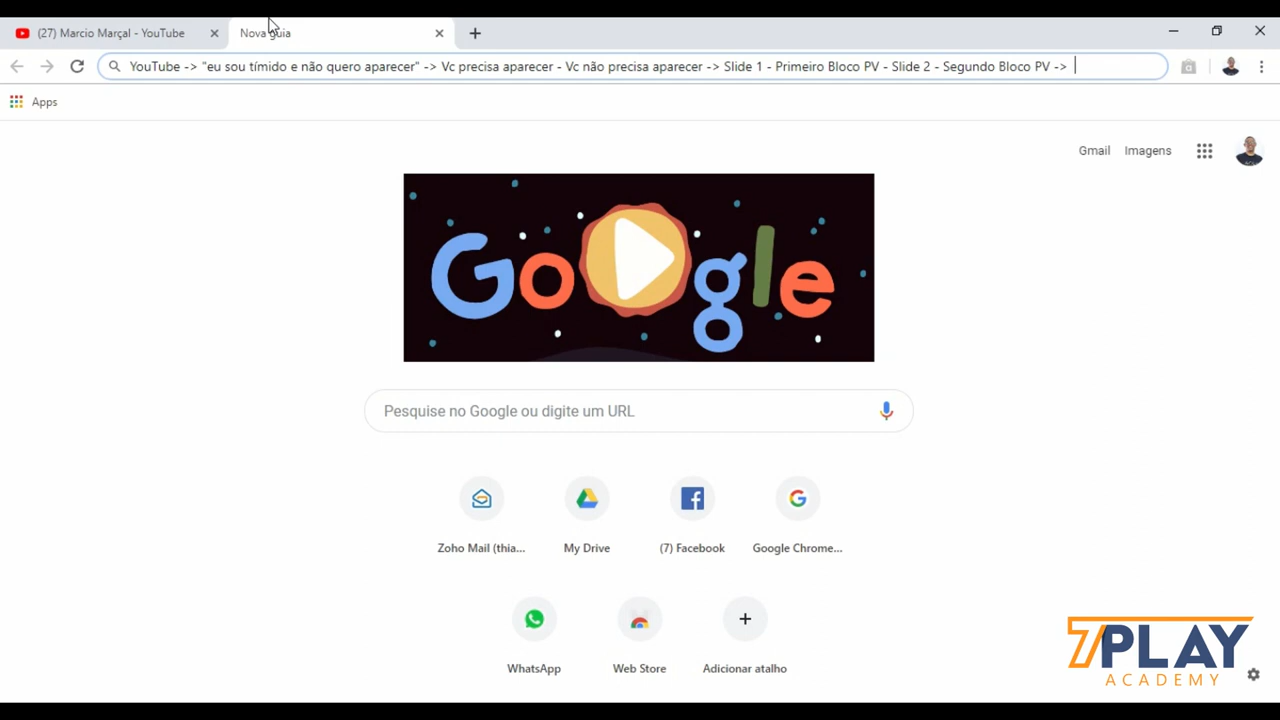 (27) Marcio Marçal - YouTube
Nova guia
YouTube -> "eu sou tímido e não quero aparecer" -> Vc precisa aparecer - Vc não precisa aparecer -> Slide 1 - Primeiro Bloco PV - Slide 2 - Segundo Bloco PV ->
Apps
Gmail Imagens
Google
Pesquise no Google ou digite um URL
Zoho Mail (thia... My Drive (7) Facebook Google Chrome...
WhatsApp Web Store Adicionar atalho
7PLAY
ACADEMY